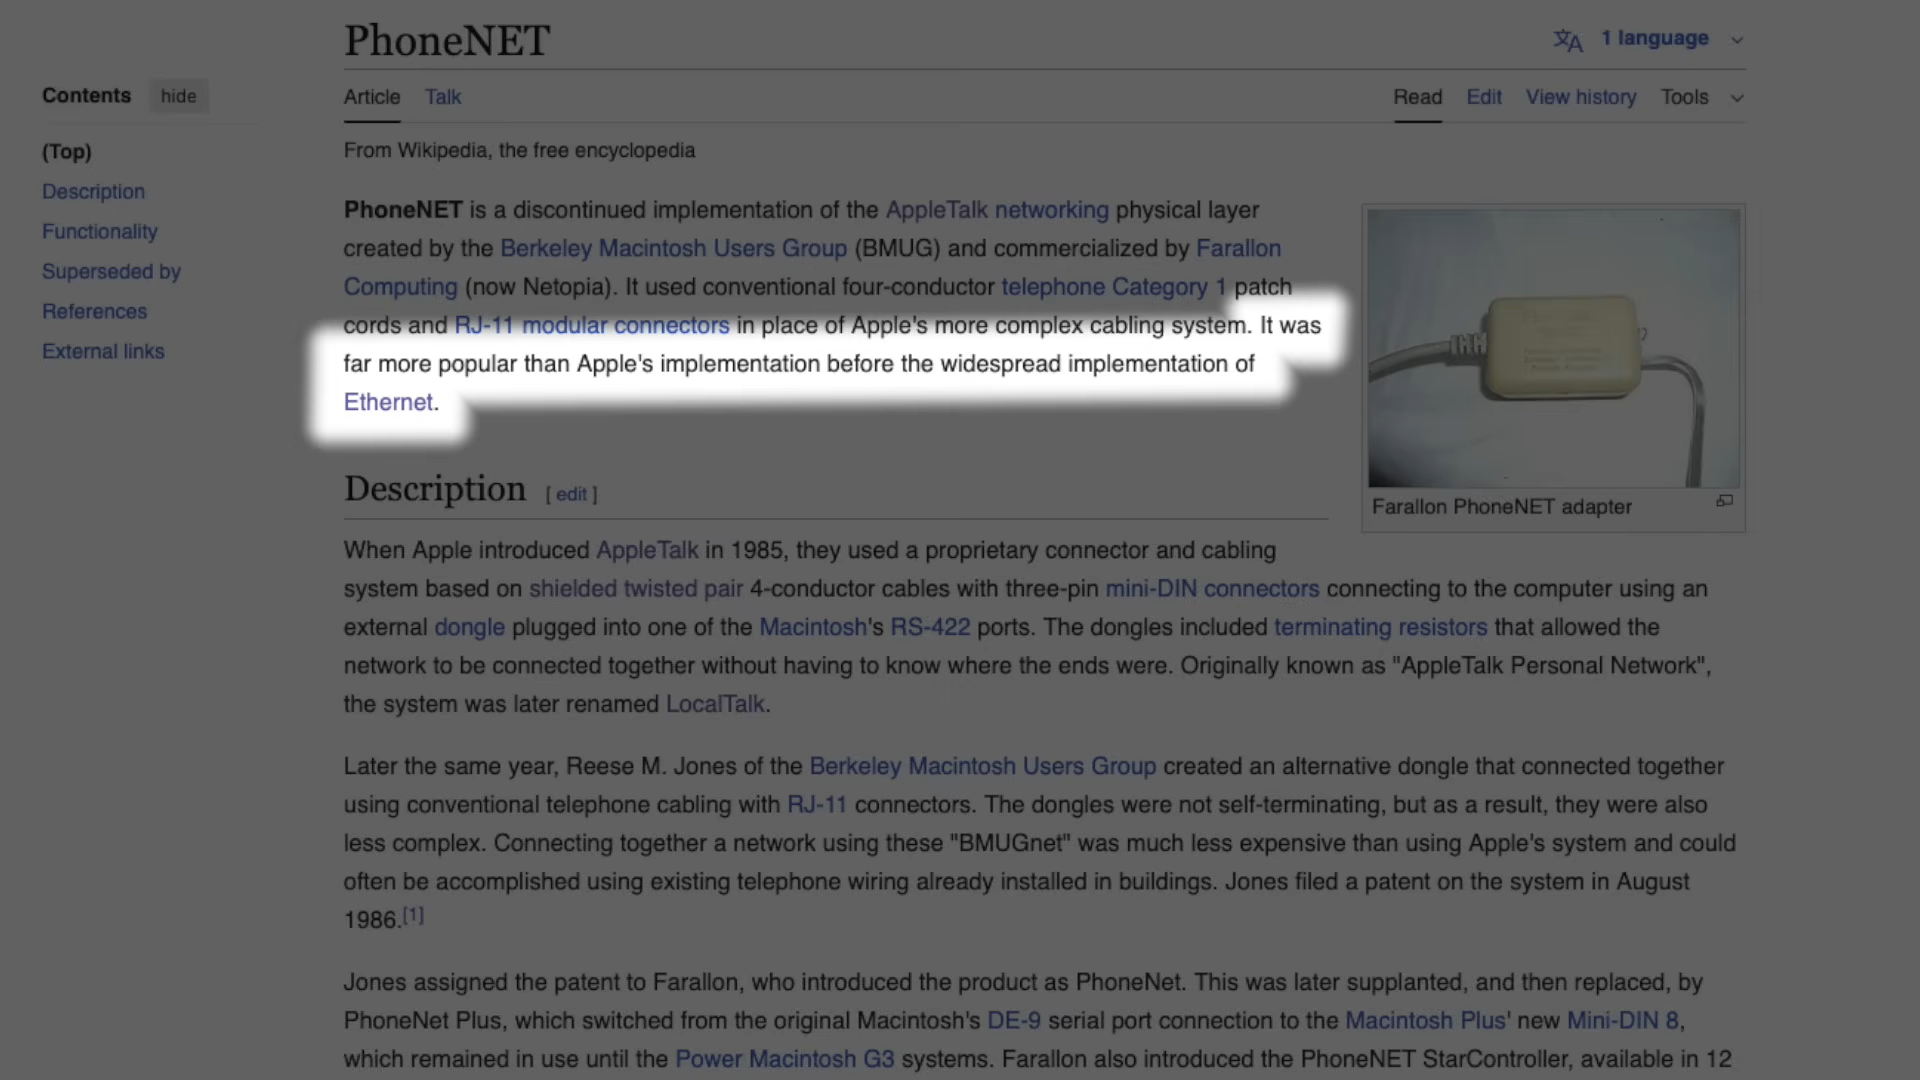 PhoneNET
1 language
Contents hide
(Top)
Description
Functionality
Superseded by
References
External links
Article Talk
Read Edit View history Tools
From Wikipedia, the free encyclopedia
PhoneNET is a discontinued implementation of the AppleTalk networking physical layer
created by the Berkeley Macintosh Users Group (BMUG) and commercialized by Farallon
Computing (now Netopia). It used conventional four-conductor telephone Category 1 patch
cords and RJ-11 modular connectors in place of Apple's more complex cabling system. It was
far more popular than Apple's implementation before the widespread implementation of
Ethernet.
Farallon PhoneNET adapter
Description [ edit ]
When Apple introduced AppleTalk in 1985, they used a proprietary connector and cabling
system based on shielded twisted pair 4-conductor cables with three-pin mini-DIN connectors connecting to the computer using an
external dongle plugged into one of the Macintosh's RS-422 ports. The dongles included terminating resistors that allowed the
network to be connected together without having to know where the ends were. Originally known as "AppleTalk Personal Network",
the system was later renamed LocalTalk.
Later the same year, Reese M. Jones of the Berkeley Macintosh Users Group created an alternative dongle that connected together
using conventional telephone cabling with RJ-11 connectors. The dongles were not self-terminating, but as a result, they were also
less complex. Connecting together a network using these "BMUGnet" was much less expensive than using Apple's system and could
often be accomplished using existing telephone wiring already installed in buildings. Jones filed a patent on the system in August
1986.[1]
Jones assigned the patent to Farallon, who introduced the product as PhoneNet. This was later supplanted, and then replaced, by
PhoneNet Plus, which switched from the original Macintosh's DE-9 serial port connection to the Macintosh Plus' new Mini-DIN 8,
which remained in use until the Power Macintosh G3 systems. Farallon also introduced the PhoneNET StarController, available in 12